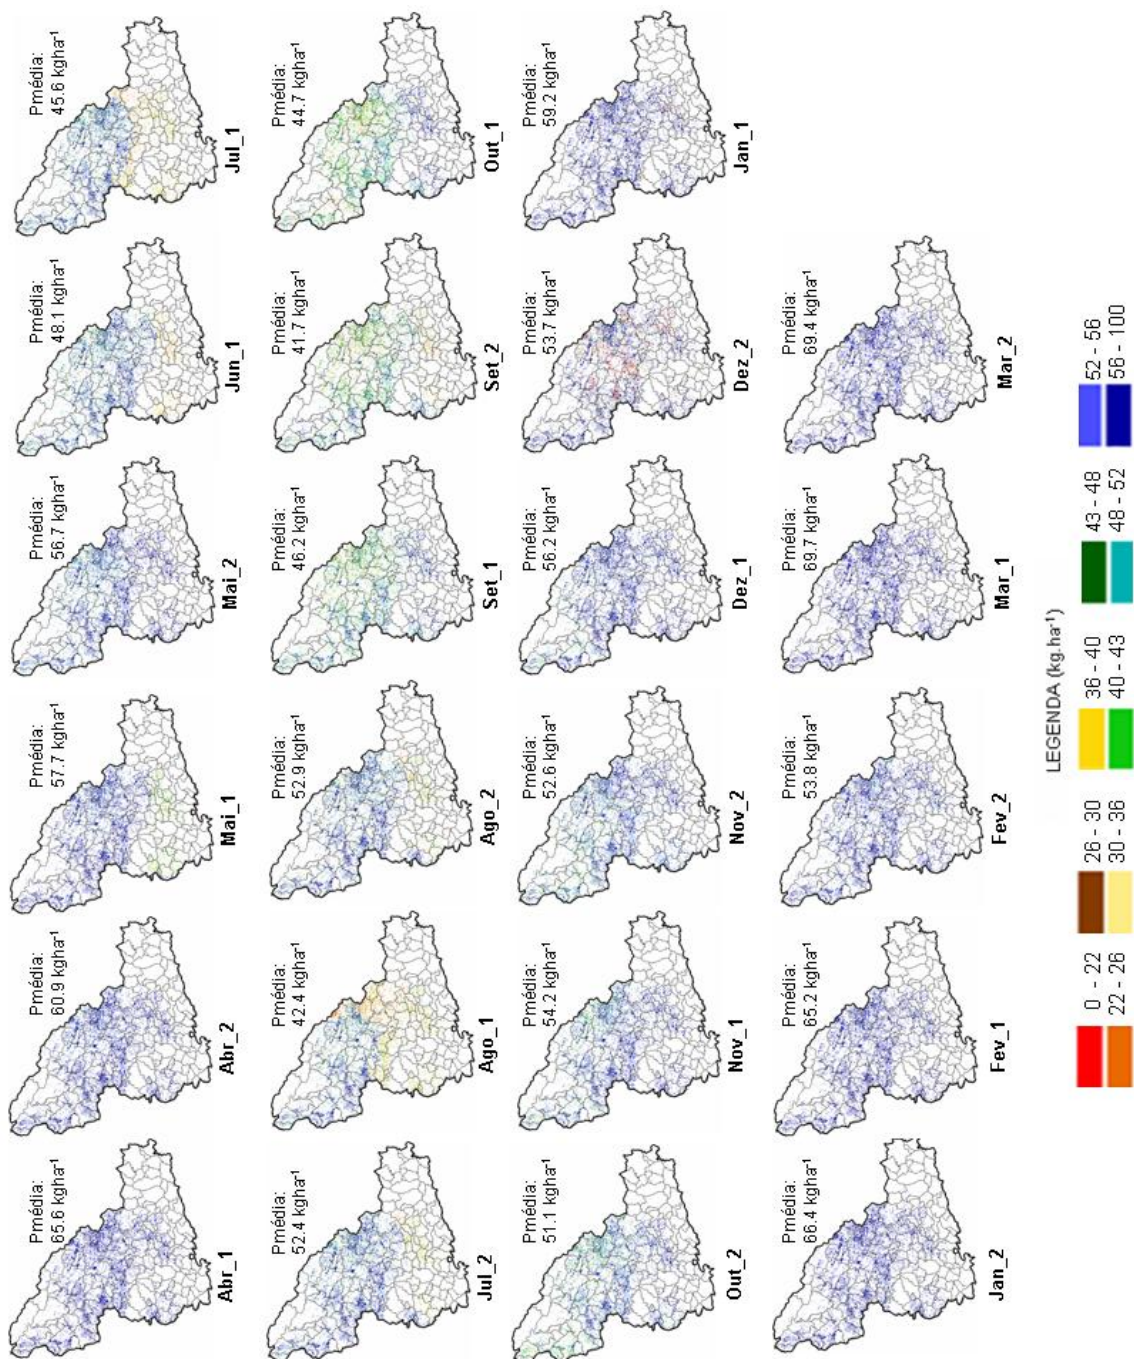 Pmédia:
65.6 kgha⁻¹
Abr_1
Pmédia:
60.9 kgha⁻¹
Abr_2
Pmédia:
57.7 kgha⁻¹
Mai_1
Pmédia:
56.7 kgha⁻¹
Mai_2
Pmédia:
48.1 kgha⁻¹
Jun_1
Pmédia:
45.6 kgha⁻¹
Jul_1
Pmédia:
52.4 kgha⁻¹
Jul_2
Pmédia:
42.4 kgha⁻¹
Ago_1
Pmédia:
52.9 kgha⁻¹
Ago_2
Pmédia:
46.2 kgha⁻¹
Set_1
Pmédia:
41.7 kgha⁻¹
Set_2
Pmédia:
44.7 kgha⁻¹
Out_1
Pmédia:
51.1 kgha⁻¹
Out_2
Pmédia:
54.2 kgha⁻¹
Nov_1
Pmédia:
52.6 kgha⁻¹
Nov_2
Pmédia:
56.2 kgha⁻¹
Dez_1
Pmédia:
53.7 kgha⁻¹
Dez_2
Pmédia:
59.2 kgha⁻¹
Jan_1
Pmédia:
66.4 kgha⁻¹
Jan_2
Pmédia:
65.2 kgha⁻¹
Fev_1
Pmédia:
53.8 kgha⁻¹
Fev_2
Pmédia:
69.7 kgha⁻¹
Mar_1
Pmédia:
69.4 kgha⁻¹
Mar_2
LEGENDA (kg.ha⁻¹)
0 - 22 26 - 30 36 - 40 43 - 48 52 - 56
22 - 26 30 - 36 40 - 43 48 - 52 56 - 100